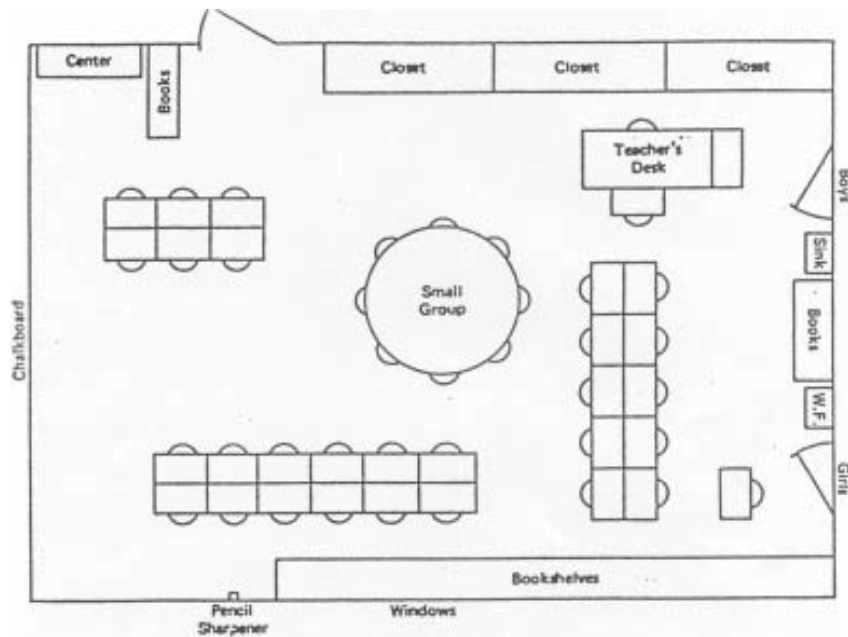 Center
Books
Closet
Closet
Closet
Teacher's
Desk
Boys
Sink
Small
Group
Books
Chalkboard
W.F.
Girls
Bookshelves
Pencil
Sharpener
Windows